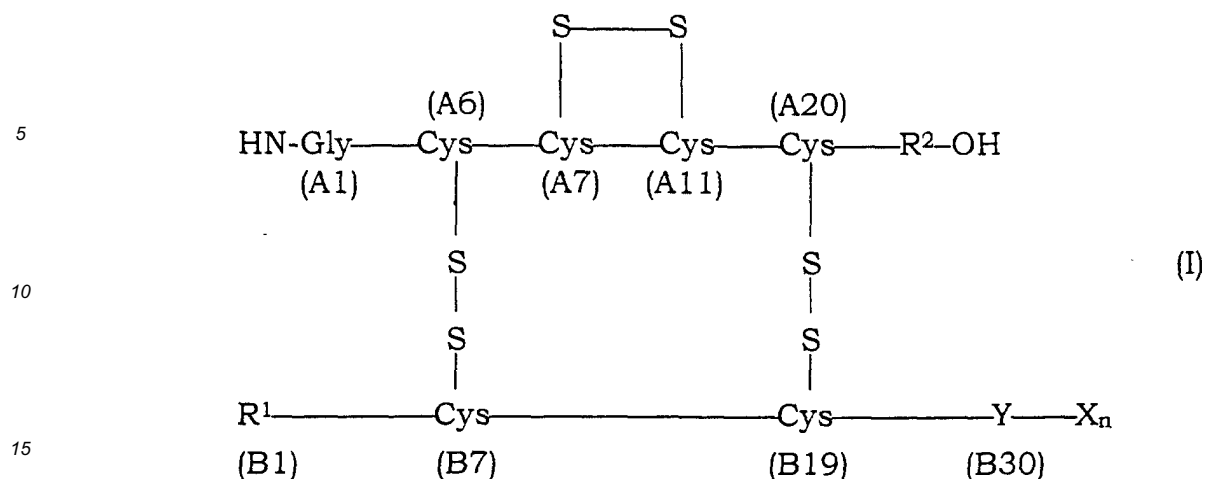 S S
(A6) (A20)
5 HN-Gly Cys Cys Cys Cys R²-OH
(A1) (A7) (A11)
S S (I)
10
S S
R¹ Cys Cys Y Xₙ
15 (B1) (B7) (B19) (B30)